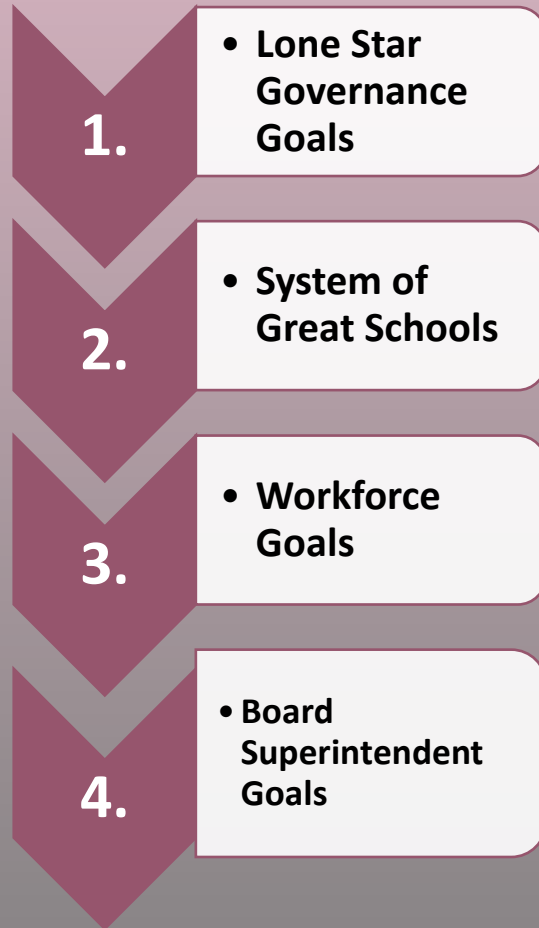 1.
• Lone Star
Governance
Goals
2.
• System of
Great Schools
3.
• Workforce
Goals
4.
• Board
Superintendent
Goals